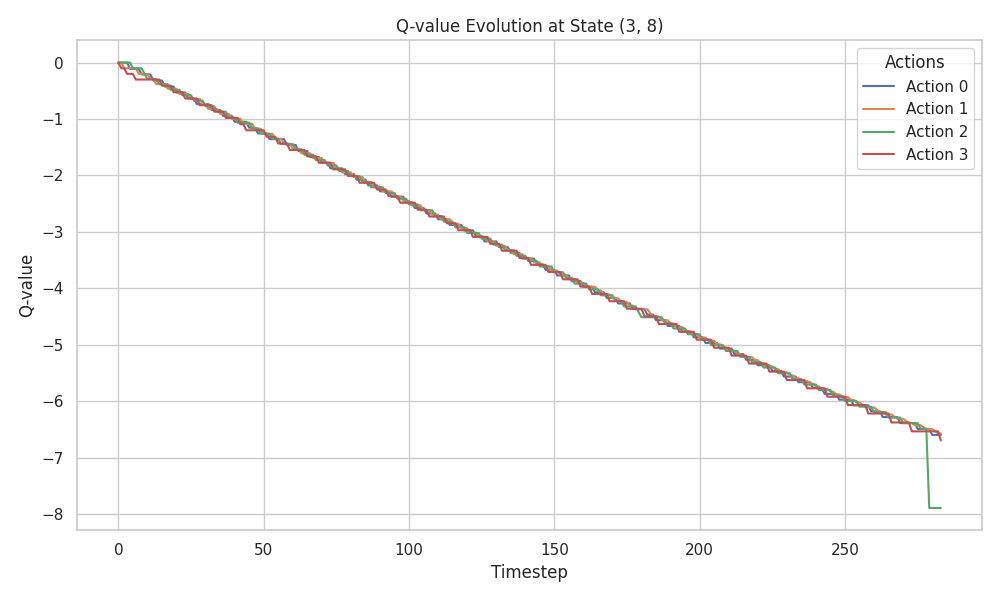 Q-value Evolution at State (3, 8)
Actions
Action 0
Action 1
Action 2
Action 3
Q-value
0
−1
−2
−3
−4
−5
−6
−7
−8
0 50 100 150 200 250
Timestep